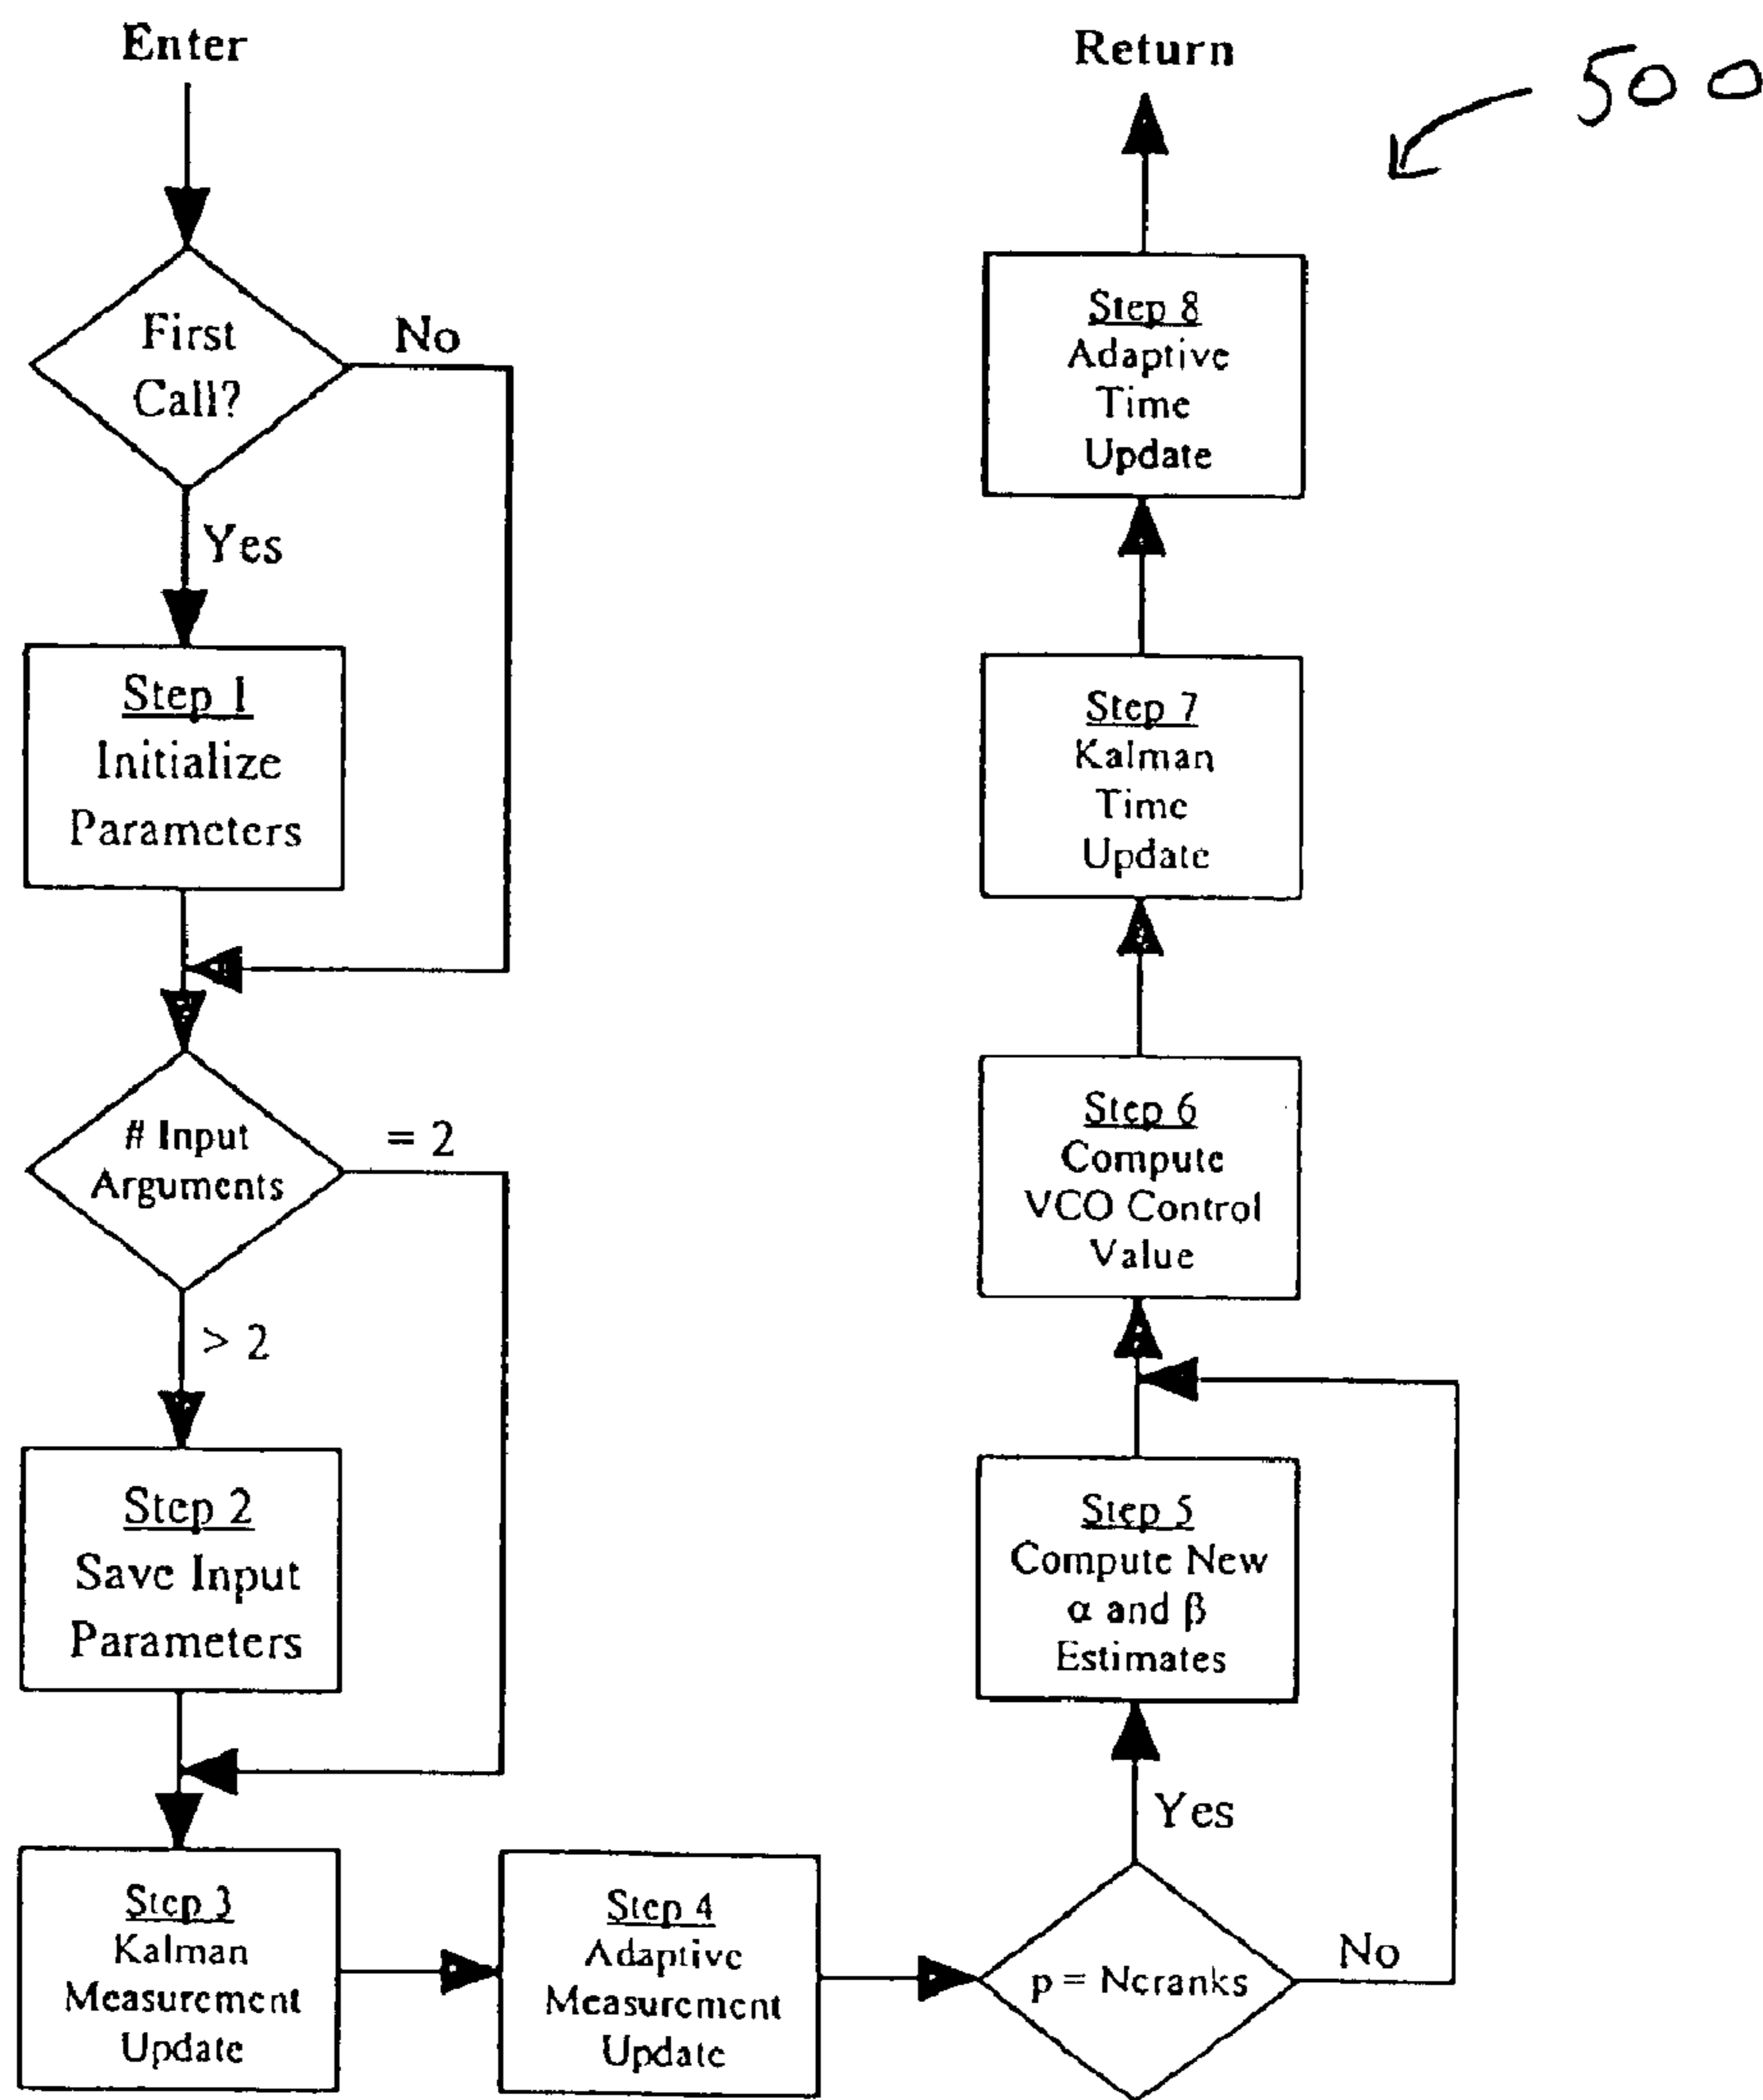 Enter
First
Call?
No
Yes
Step 1
Initialize
Parameters
# Input
Arguments
= 2
> 2
Step 2
Save Input
Parameters
Step 3
Kalman
Measurement
Update
Step 4
Adaptive
Measurement
Update
p = Ncranks
No
Yes
Step 5
Compute New
α and β
Estimates
Step 6
Compute
VCO Control
Value
Step 7
Kalman
Time
Update
Step 8
Adaptive
Time
Update
Return
500